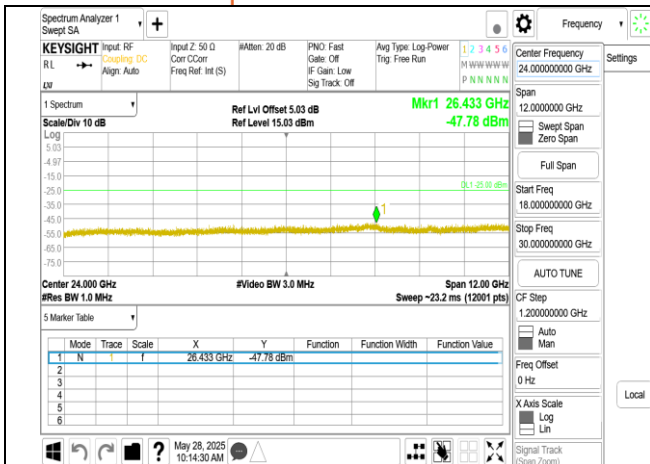 Spectrum Analyzer 1
Swept SA
Frequency
Settings
KEYSIGHT
Input: RF
Coupling: DC
Align: Auto
Input Z: 50 Ω
Corr CCorr
Freq Ref: Int (S)
#Atten: 20 dB
PNO: Fast
Gate: Off
IF Gain: Low
Sig Track: Off
Avg Type: Log-Power
Trig: Free Run
1 2 3 4 5 6
M W W W W W
P N N N N N
RL
LXI
1 Spectrum
Scale/Div 10 dB
Ref Lvl Offset 5.03 dB
Ref Level 15.03 dBm
Mkr1 26.433 GHz
-47.78 dBm
Log
5.03
-4.97
-15.0
-25.0
-35.0
-45.0
-55.0
-65.0
-75.0
DL1 -25.00 dBm
1
Center 24.000 GHz
#Res BW 1.0 MHz
#Video BW 3.0 MHz
Span 12.00 GHz
Sweep ~23.2 ms (12001 pts)
5 Marker Table
Mode Trace Scale X Y Function Function Width Function Value
1 N 1 f 26.433 GHz -47.78 dBm
2
3
4
5
6
May 28, 2025
10:14:30 AM
?
Center Frequency
24.000000000 GHz
Span
12.0000000 GHz
Swept Span
Zero Span
Full Span
Start Freq
18.000000000 GHz
Stop Freq
30.000000000 GHz
AUTO TUNE
CF Step
1.200000000 GHz
Auto
Man
Freq Offset
0 Hz
X Axis Scale
Log
Lin
Signal Track
(Span Zoom)
Local